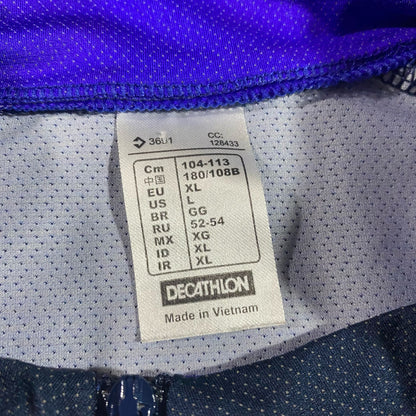 3681
CC:
128433
Cm 104-113
中国 180/108B
EU XL
US L
BR GG
RU 52-54
MX XG
ID XL
IR XL
DECATHLON
Made in Vietnam